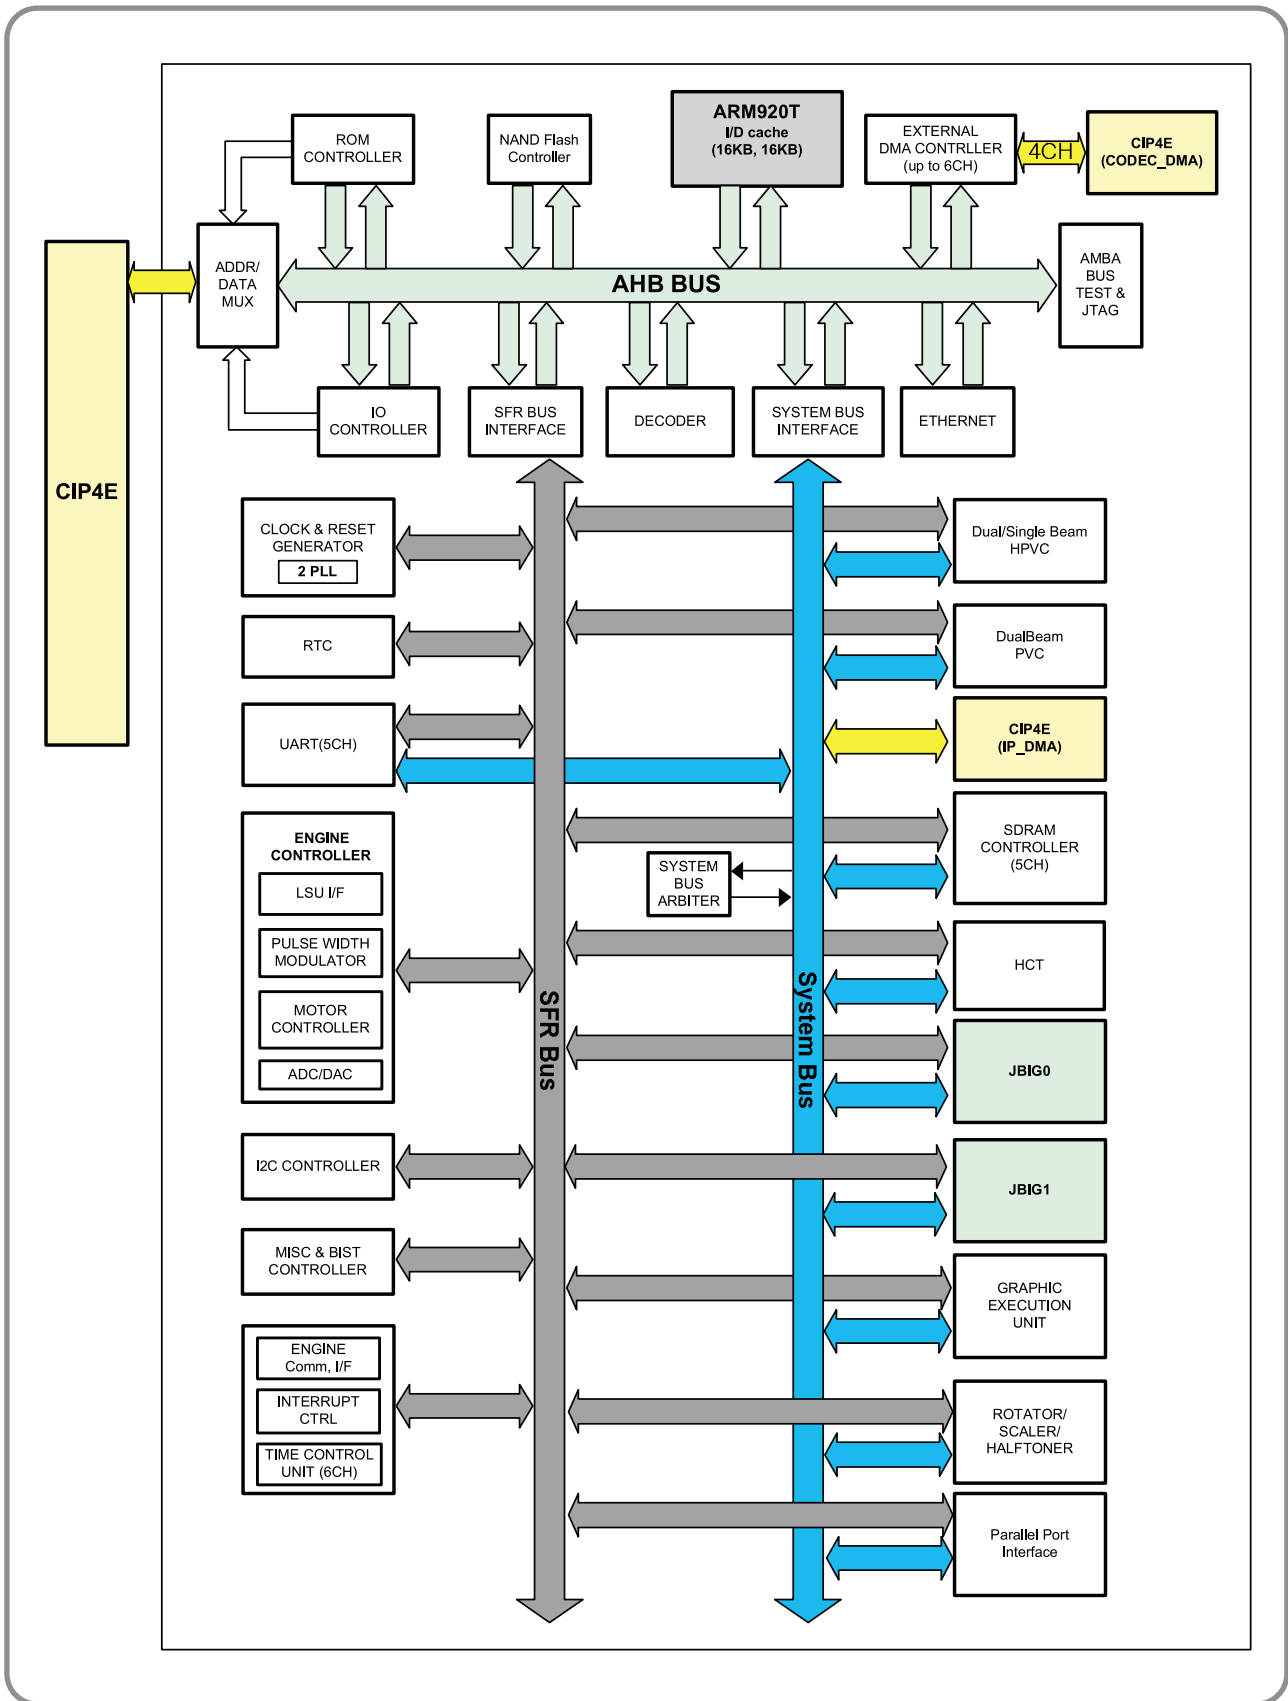 ROM
CONTROLLER
NAND Flash
Controller
ARM920T
I/D cache
(16KB, 16KB)
EXTERNAL
DMA CONTRLLER
(up to 6CH)
4CH
CIP4E
(CODEC_DMA)
ADDR/
DATA
MUX
AHB BUS
AMBA
BUS
TEST &
JTAG
IO
CONTROLLER
SFR BUS
INTERFACE
DECODER
SYSTEM BUS
INTERFACE
ETHERNET
CIP4E
CLOCK & RESET
GENERATOR
2 PLL
RTC
UART(5CH)
ENGINE
CONTROLLER
LSU I/F
PULSE WIDTH
MODULATOR
MOTOR
CONTROLLER
ADC/DAC
I2C CONTROLLER
MISC & BIST
CONTROLLER
ENGINE
Comm, I/F
INTERRUPT
CTRL
TIME CONTROL
UNIT (6CH)
SFR Bus
SYSTEM
BUS
ARBITER
System Bus
Dual/Single Beam
HPVC
DualBeam
PVC
CIP4E
(IP_DMA)
SDRAM
CONTROLLER
(5CH)
HCT
JBIG0
JBIG1
GRAPHIC
EXECUTION
UNIT
ROTATOR/
SCALER/
HALFTONER
Parallel Port
Interface